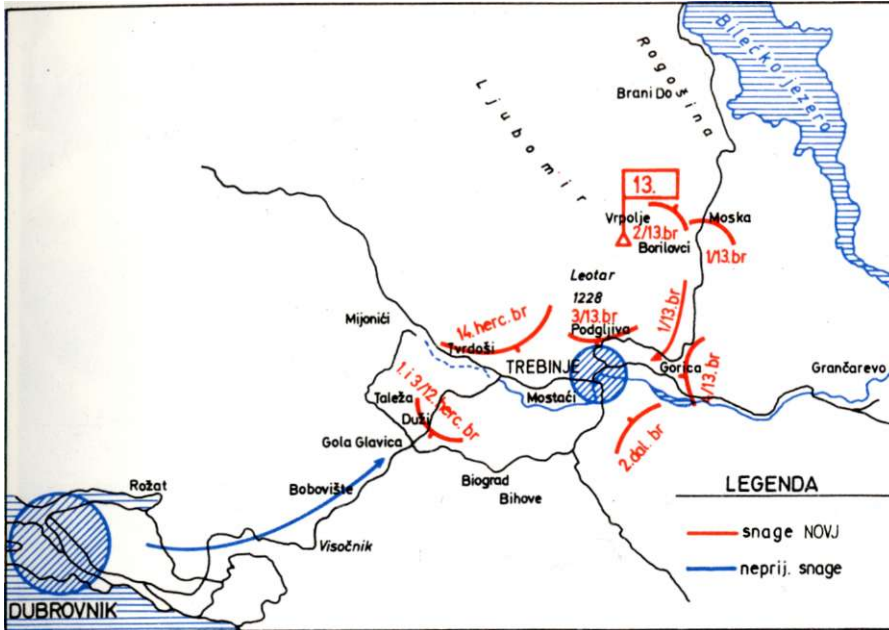 Bilećko jezero
Rogošina
Ljubomir
Brani Do
13.
Vrpolje
Moska
2/13.br
Borilovci
1/13.br
Leotar
1228
3/13.br
Podgljiva
1/13.br
Mijonići
14.herc.br
Tvrdoši
TREBINJE
Gorica
Grančarevo
Taleža
1. i 3/12.herc.br
Mostaći
Duži
Gola Glavica
2.dal.br
Rožat
Bobovište
Biograd
Bihove
Visočnik
DUBROVNIK
LEGENDA
snage NOVJ
neprij. snage